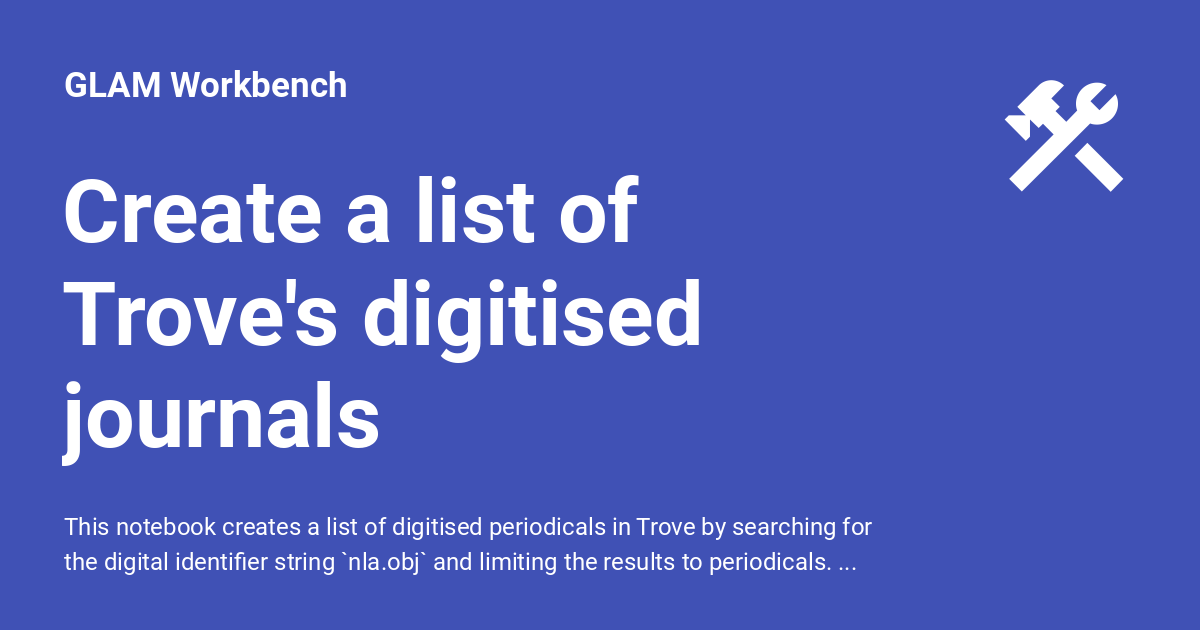 GLAM Workbench
Create a list of
Trove's digitised
journals
This notebook creates a list of digitised periodicals in Trove by searching for
the digital identifier string `nla.obj` and limiting the results to periodicals. ...